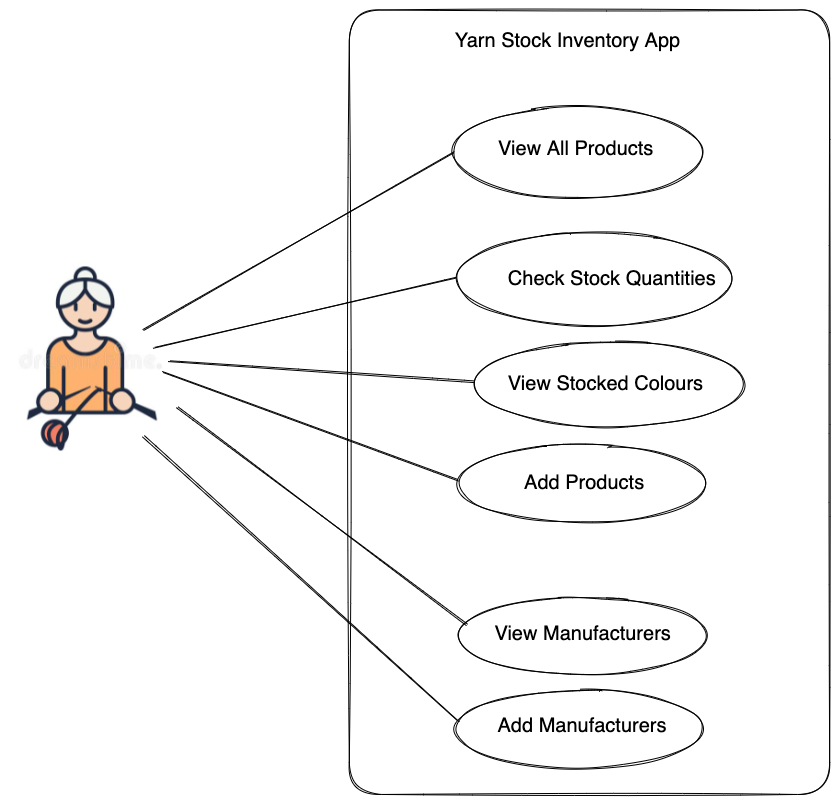 Yarn Stock Inventory App
View All Products
Check Stock Quantities
View Stocked Colours
Add Products
View Manufacturers
Add Manufacturers